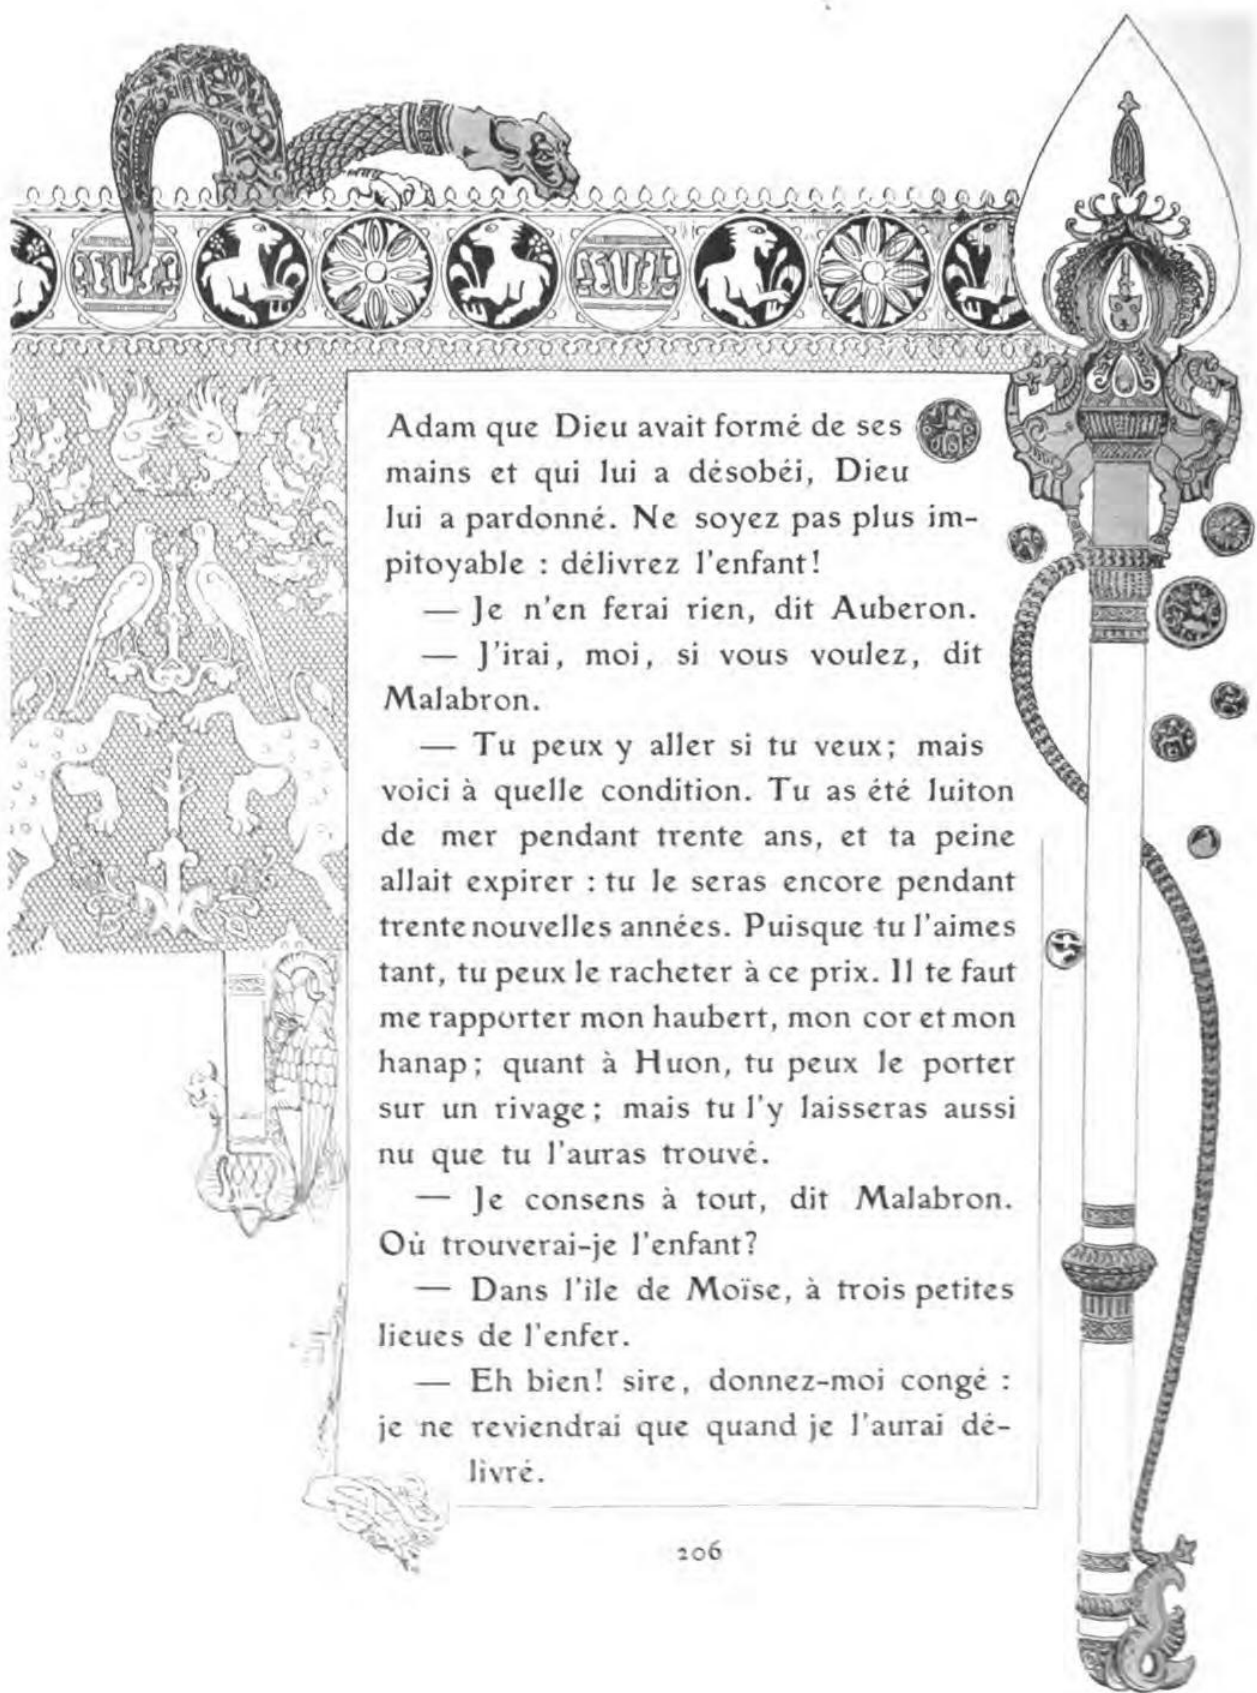 Adam que Dieu avait formé de ses
mains et qui lui a désobéi, Dieu
lui a pardonné. Ne soyez pas plus im-
pitoyable : délivrez l'enfant!
— Je n'en ferai rien, dit Auberon.
— J'irai, moi, si vous voulez, dit
Malabron.
— Tu peux y aller si tu veux; mais
voici à quelle condition. Tu as été luiton
de mer pendant trente ans, et ta peine
allait expirer : tu le seras encore pendant
trente nouvelles années. Puisque tu l'aimes
tant, tu peux le racheter à ce prix. Il te faut
me rapporter mon haubert, mon cor et mon
hanap; quant à Huon, tu peux le porter
sur un rivage; mais tu l'y laisseras aussi
nu que tu l'auras trouvé.
— Je consens à tout, dit Malabron.
Où trouverai-je l'enfant?
— Dans l'île de Moïse, à trois petites
lieues de l'enfer.
— Eh bien! sire, donnez-moi congé :
je ne reviendrai que quand je l'aurai dé-
livré.
206